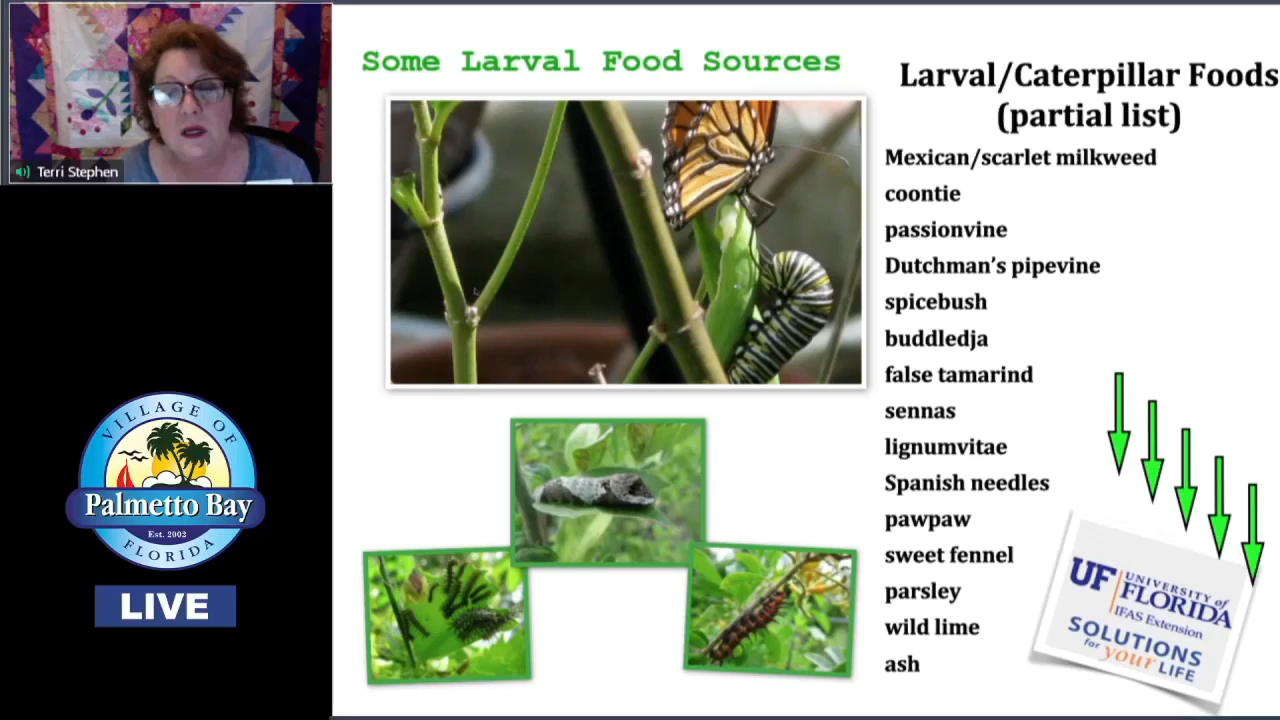 Terri Stephen
Some Larval Food Sources
Larval/Caterpillar Foods
(partial list)
Mexican/scarlet milkweed
coontie
passionvine
Dutchman's pipevine
spicebush
buddledja
false tamarind
sennas
lignumvitae
Spanish needles
pawpaw
sweet fennel
parsley
wild lime
ash
VILLAGE OF
Palmetto Bay
Est. 2002
FLORIDA
LIVE
UF UNIVERSITY of
FLORIDA
IFAS Extension
SOLUTIONS
for your LIFE